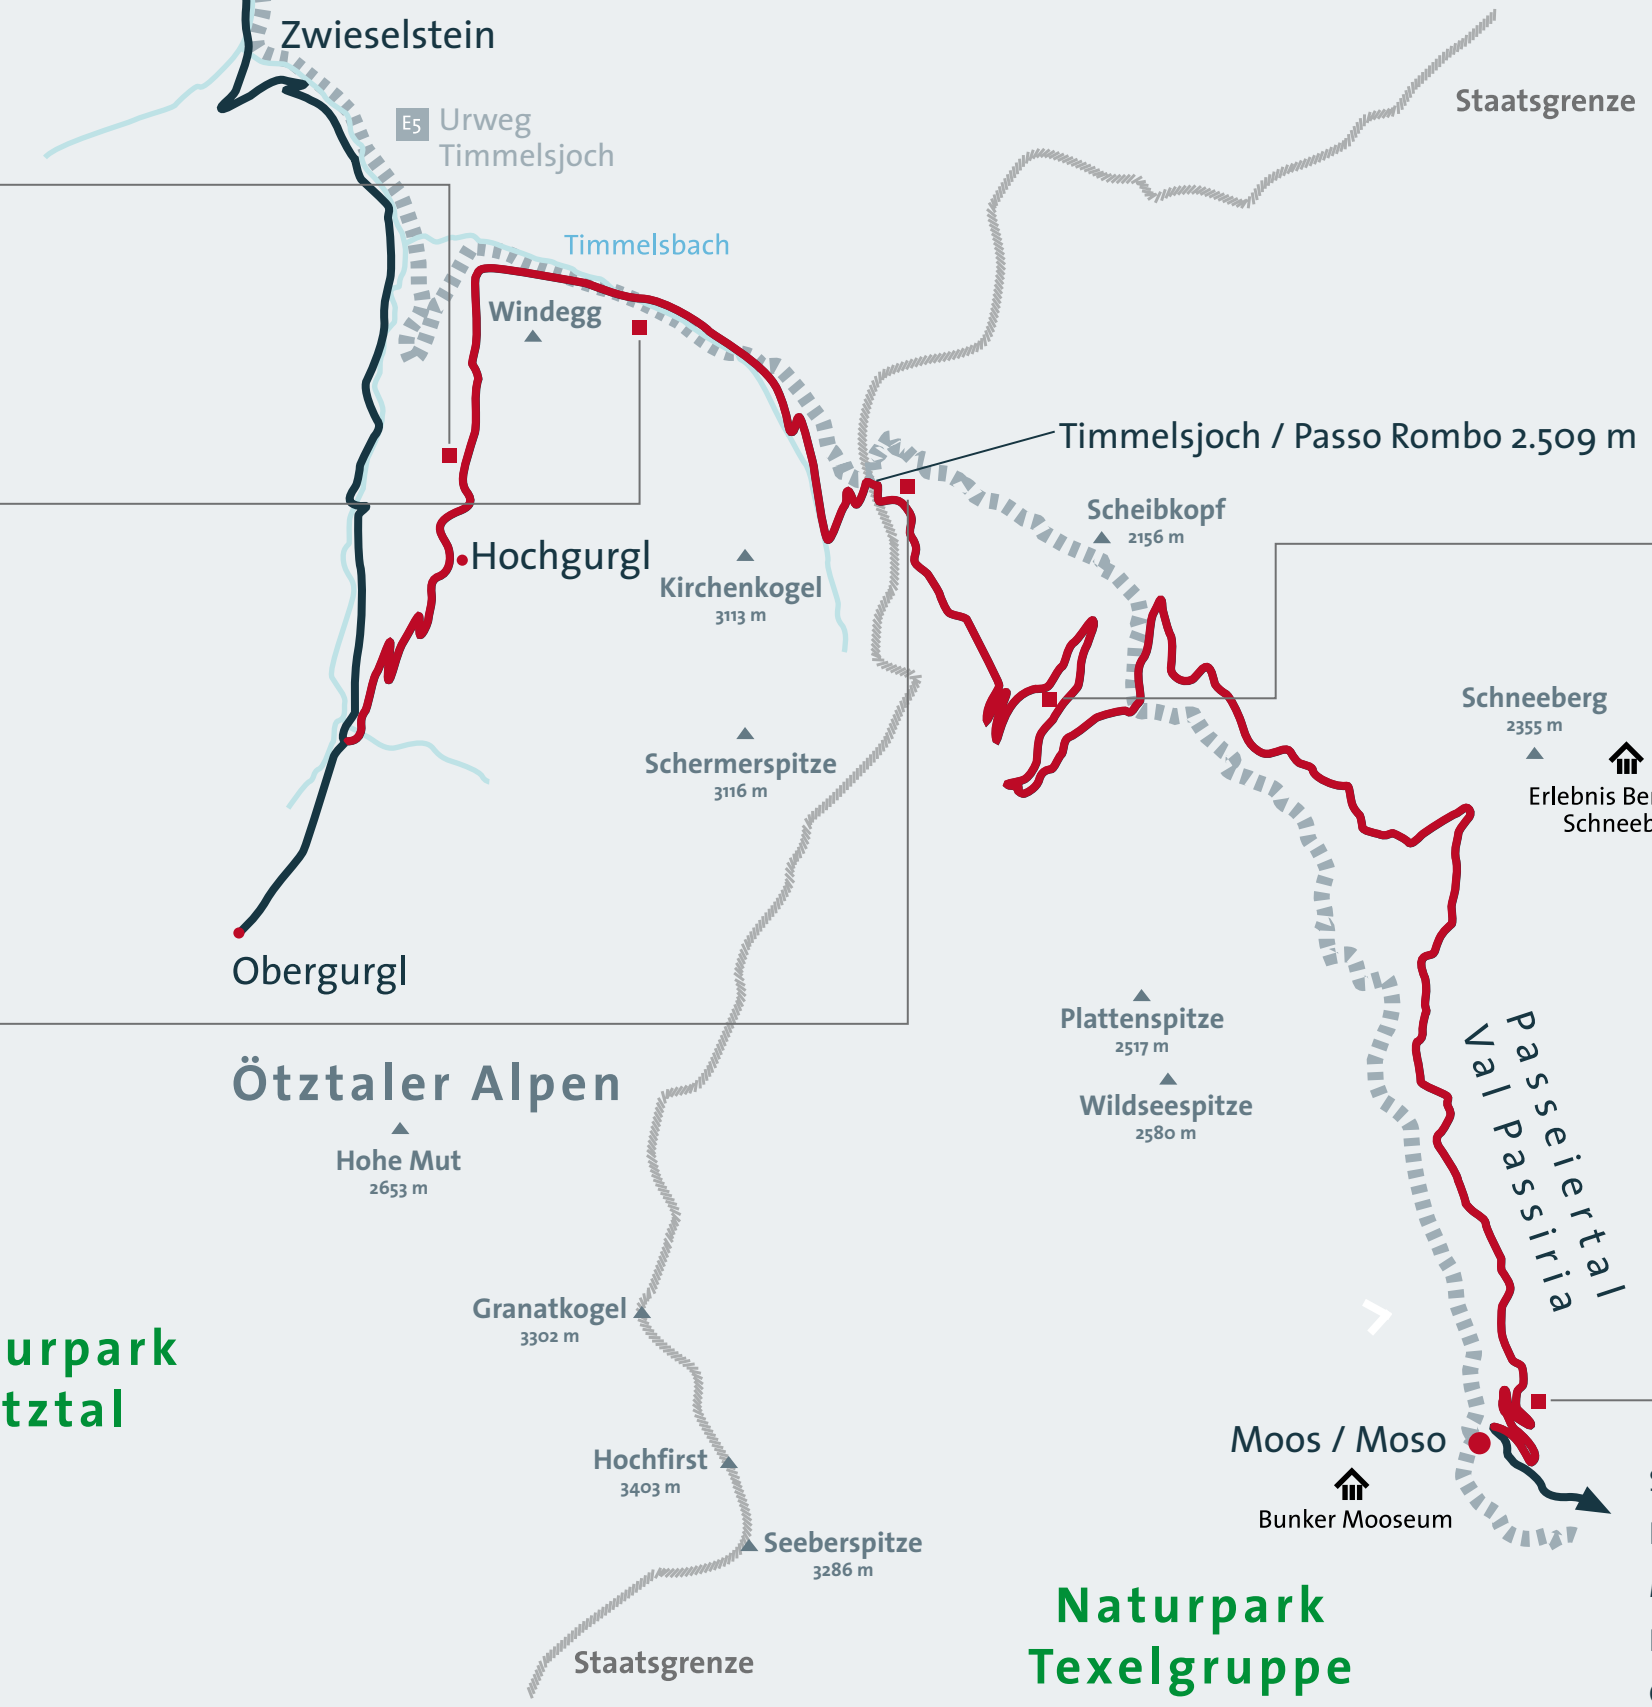 Zwieselstein
Staatsgrenze
E5 Urweg
Timmelsjoch
Timmelsbach
Windegg
Timmelsjoch / Passo Rombo 2.509 m
Scheibkopf
2156 m
Hochgurgl
Kirchenkogel
3113 m
Schneeberg
2355 m
Schermerspitze
3116 m
Erlebnis
Obergurgl
Plattenspitze
2517 m
Passeiertal
Val Passiria
Ötztaler Alpen
Wildseespitze
2580 m
Hohe Mut
2653 m
Granatkogel
3302 m
urpark
tztal
Moos / Moso
Hochfirst
3403 m
Bunker Mooseum
Seeberspitze
3286 m
Naturpark
Texelgruppe
Staatsgrenze